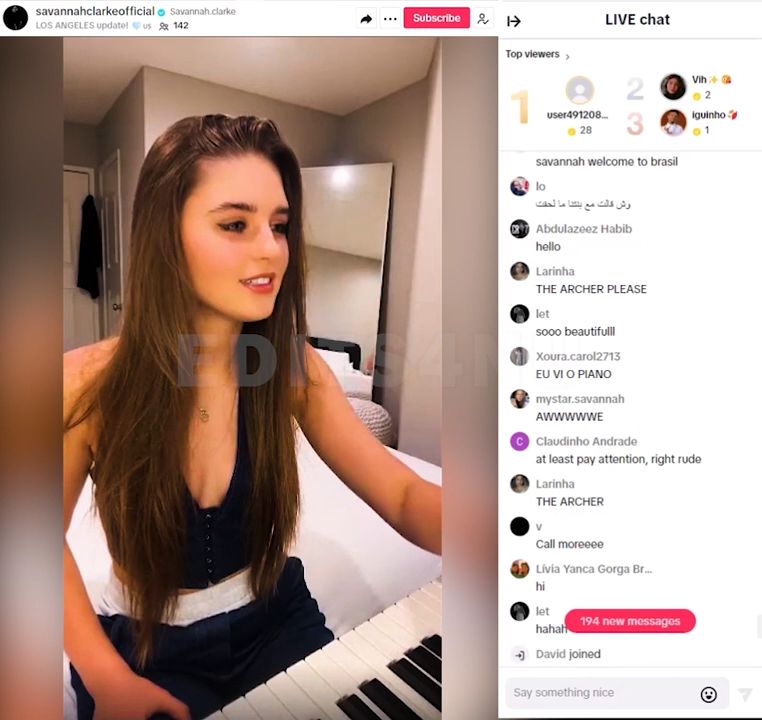 savannahclarkeofficial Savannah.clarke
LOS ANGELES update! 🩵 us 142
Subscribe
LIVE chat
Top viewers
1
user491208...
28
2
Vih✨ 😘
2
3
iguinho
1
savannah welcome to brasil
lo
وش قالت مع بنتنا ما لحقت
Abdulazeez Habib
hello
Larinha
THE ARCHER PLEASE
let
sooo beautifulll
Xoura.carol2713
EU VI O PIANO
mystar.savannah
AWWWWWE
C
Claudinho Andrade
at least pay attention, right rude
Larinha
THE ARCHER
v
Call moreeee
Lívia Yanca Gorga Br...
hi
let
hahah
194 new messages
David joined
Say something nice